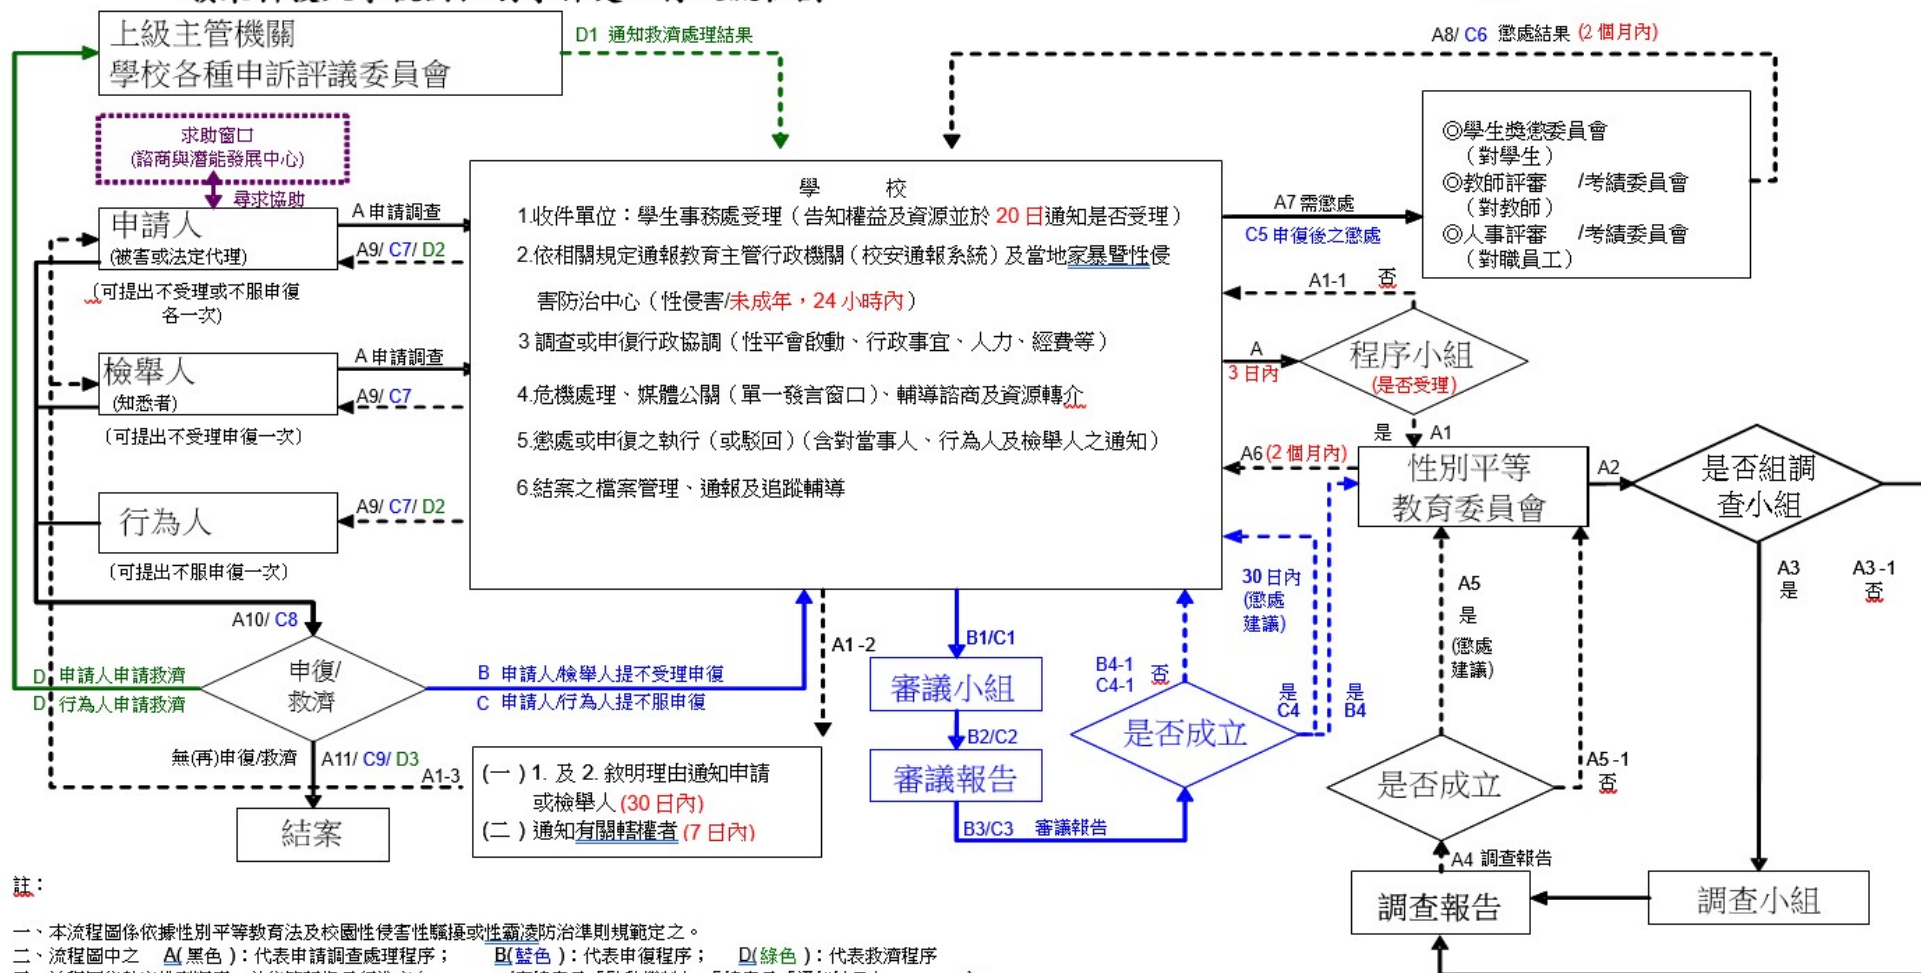 上級主管機關
學校各種申訴評議委員會
D1 通知救濟處理結果
A8/ C6 懲處結果 (2 個月內)
求助窗口
(諮商與潛能發展中心)
尋求協助
申請人
(被害或法定代理)
(可提出不受理或不服申復
各一次)
A 申請調查
A9/ C7/ D2
檢舉人
(知悉者)
(可提出不受理申復一次)
A 申請調查
A9/ C7
行為人
(可提出不服申復一次)
A9/ C7/ D2
學 校
1.收件單位：學生事務處受理（告知權益及資源並於 20 日通知是否受理）
2.依相關規定通報教育主管行政機關（校安通報系統）及當地家暴暨性侵
害防治中心（性侵害/未成年，24 小時內）
3 調查或申復行政協調（性平會啟動、行政事宜、人力、經費等）
4.危機處理、媒體公關（單一發言窗口）、輔導諮商及資源轉介
5.懲處或申復之執行（或駁回）（含對當事人、行為人及檢舉人之通知）
6.結案之檔案管理、通報及追蹤輔導
A7 需懲處
C5 申復後之懲處
◎學生獎懲委員會
（對學生）
◎教師評審 /考績委員會
（對教師）
◎人事評審 /考績委員會
（對職員工）
A1-1 否
A
3 日內
程序小組
(是否受理)
是 A1
A6 (2 個月內)
性別平等
教育委員會
A2
是否組調
查小組
A3
是
A3-1
否
A5
是
(懲處
建議)
A5-1
否
是否成立
A4 調查報告
調查報告
調查小組
30 日內
(懲處
建議)
B4-1
C4-1
否
是
C4
是
B4
是否成立
B1/C1
審議小組
B2/C2
審議報告
B3/C3 審議報告
A1-2
A10/ C8
申復/
救濟
D 申請人申請救濟
D 行為人申請救濟
B 申請人/檢舉人提不受理申復
C 申請人/行為人提不服申復
無(再)申復/救濟
A11/ C9/ D3
A1-3
結案
(一) 1. 及 2. 敘明理由通知申請
或檢舉人 (30 日內)
(二) 通知有關轄權者 (7 日內)
註：
一、本流程圖係依據性別平等教育法及校園性侵害性騷擾或性霸凌防治準則規範定之。
二、流程圖中之 A(黑色)：代表申請調查處理程序； B(藍色)：代表申復程序； D(綠色)：代表救濟程序